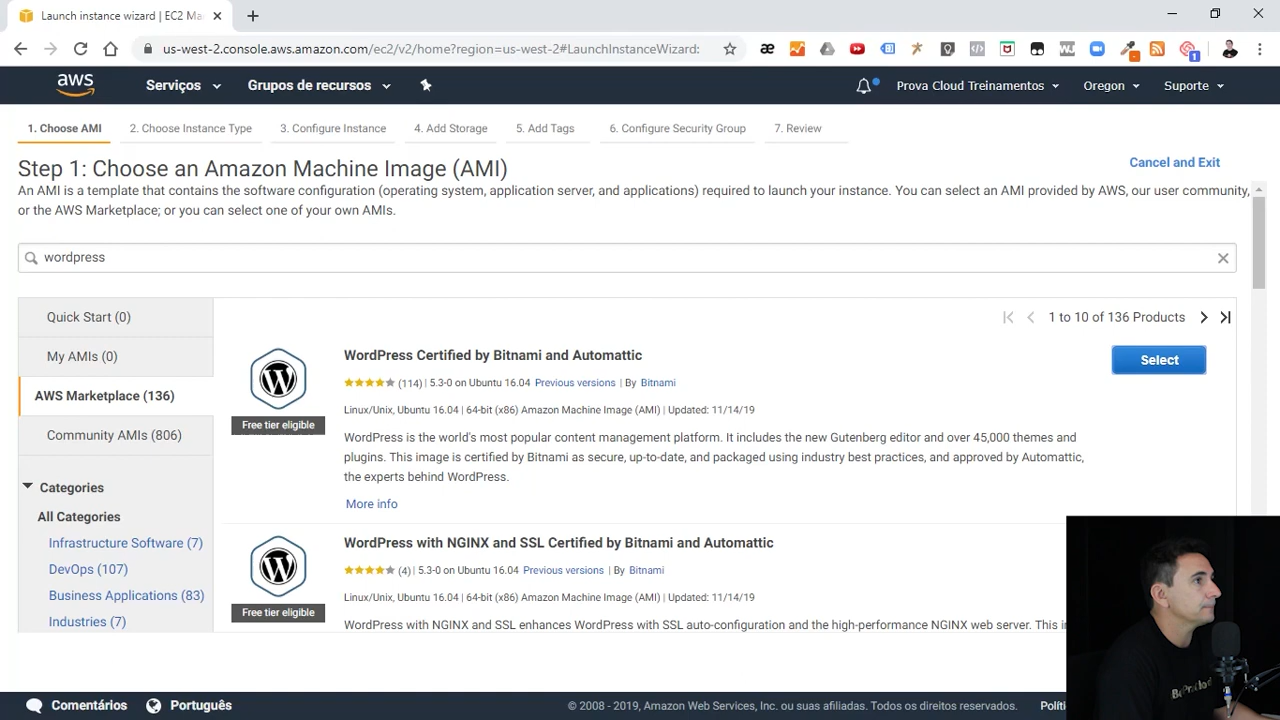 Launch instance wizard | EC2 Ma
us-west-2.console.aws.amazon.com/ec2/v2/home?region=us-west-2#LaunchInstanceWizard:
aws
Serviços
Grupos de recursos
Prova Cloud Treinamentos
Oregon
Suporte
1. Choose AMI
2. Choose Instance Type
3. Configure Instance
4. Add Storage
5. Add Tags
6. Configure Security Group
7. Review
Step 1: Choose an Amazon Machine Image (AMI)
Cancel and Exit
An AMI is a template that contains the software configuration (operating system, application server, and applications) required to launch your instance. You can select an AMI provided by AWS, our user community,
or the AWS Marketplace; or you can select one of your own AMIs.
wordpress
Quick Start (0)
My AMIs (0)
AWS Marketplace (136)
Community AMIs (806)
Categories
All Categories
Infrastructure Software (7)
DevOps (107)
Business Applications (83)
Industries (7)
1 to 10 of 136 Products
WordPress Certified by Bitnami and Automattic
Select
(114) | 5.3-0 on Ubuntu 16.04 Previous versions | By Bitnami
Free tier eligible
Linux/Unix, Ubuntu 16.04 | 64-bit (x86) Amazon Machine Image (AMI) | Updated: 11/14/19
WordPress is the world's most popular content management platform. It includes the new Gutenberg editor and over 45,000 themes and
plugins. This image is certified by Bitnami as secure, up-to-date, and packaged using industry best practices, and approved by Automattic,
the experts behind WordPress.
More info
WordPress with NGINX and SSL Certified by Bitnami and Automattic
(4) | 5.3-0 on Ubuntu 16.04 Previous versions | By Bitnami
Free tier eligible
Linux/Unix, Ubuntu 16.04 | 64-bit (x86) Amazon Machine Image (AMI) | Updated: 11/14/19
WordPress with NGINX and SSL enhances WordPress with SSL auto-configuration and the high-performance NGINX web server. This in
Comentários
Português
© 2008 - 2019, Amazon Web Services, Inc. ou suas afiliadas. Todos os direitos reservados.
Políti